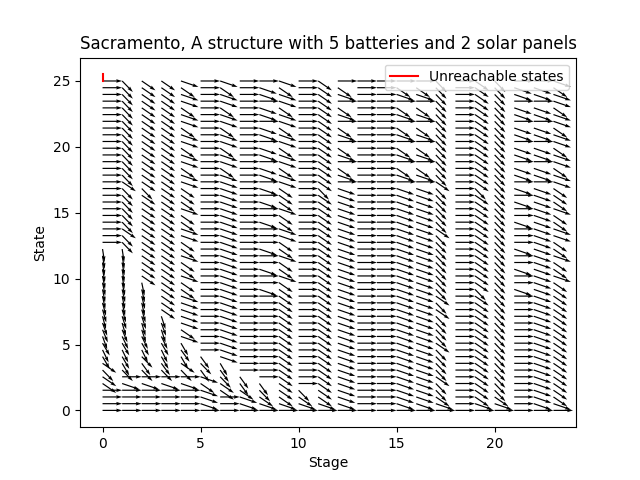 Sacramento, A structure with 5 batteries and 2 solar panels
Unreachable states
25
20
15
10
5
0
State
0 5 10 15 20
Stage